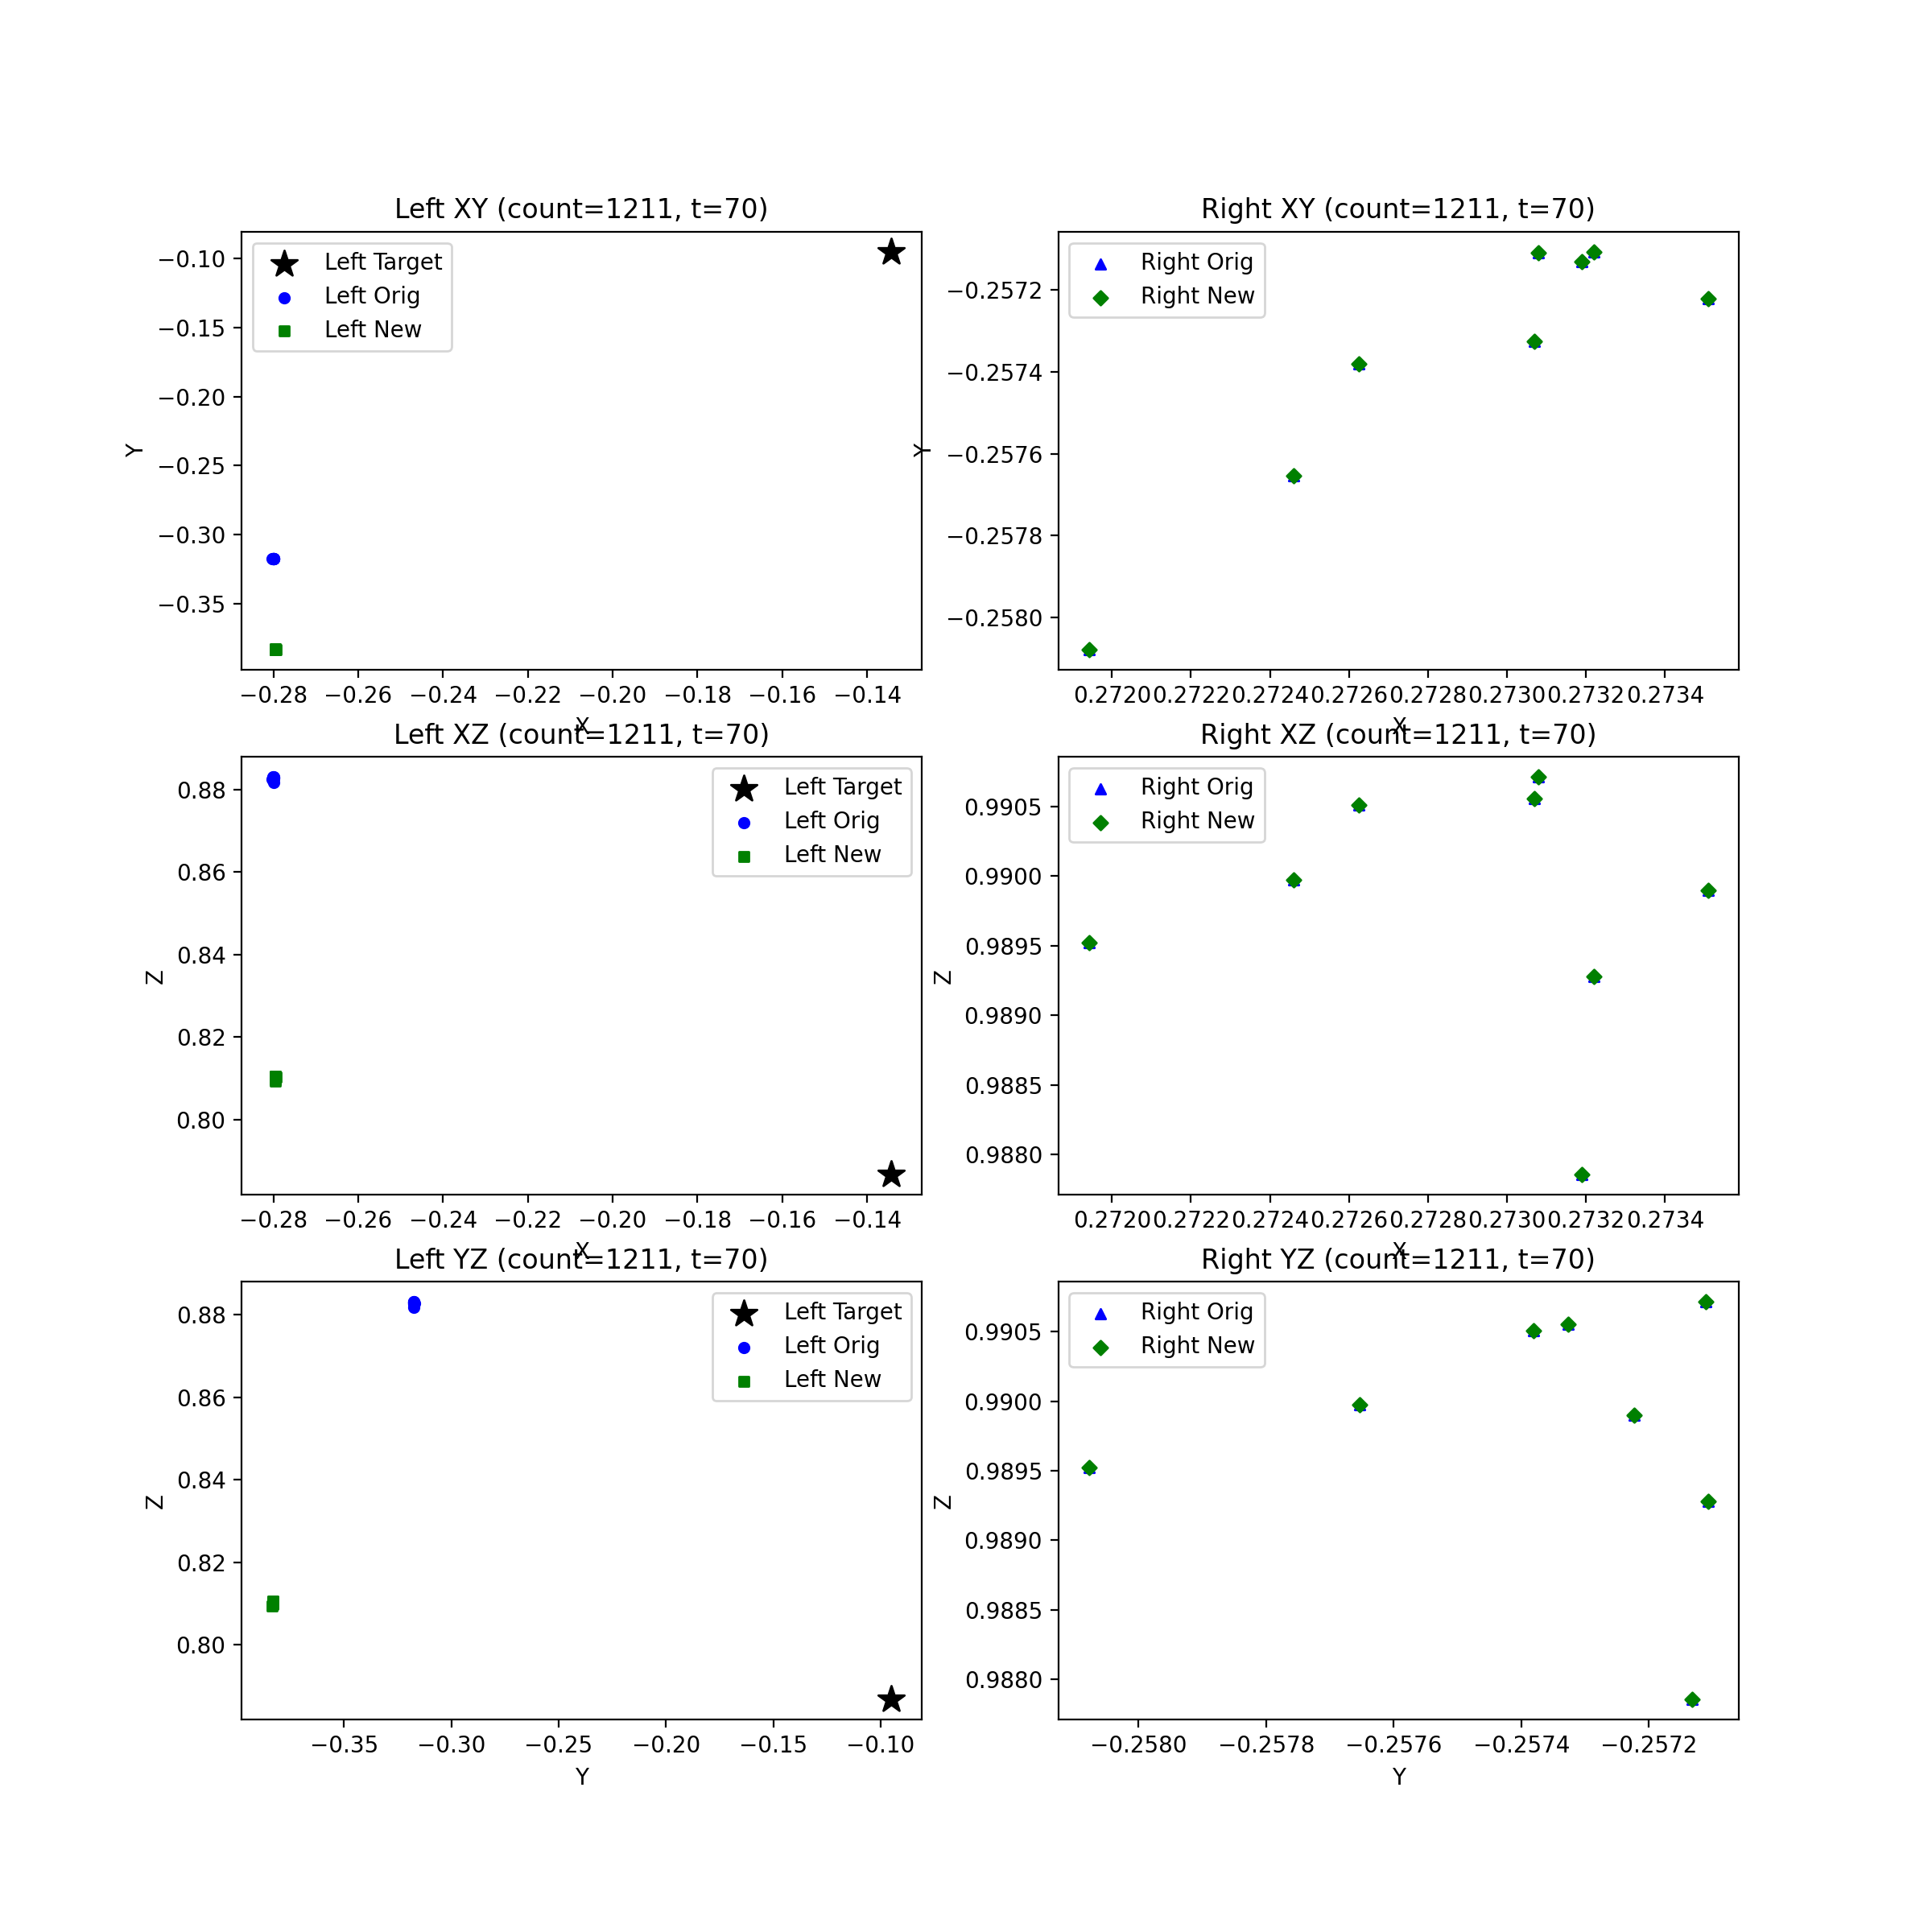 Left XY (count=1211, t=70)
Left Target
Left Orig
Left New
−0.10
−0.15
−0.20
−0.25
−0.30
−0.35
Y
−0.28 −0.26 −0.24 −0.22 −0.20 −0.18 −0.16 −0.14
X
Right XY (count=1211, t=70)
Right Orig
Right New
−0.2572
−0.2574
−0.2576
−0.2578
−0.2580
Y
0.2720 0.2722 0.2724 0.2726 0.2728 0.2730 0.2732 0.2734
X
Left XZ (count=1211, t=70)
Left Target
Left Orig
Left New
0.88
0.86
0.84
0.82
0.80
Z
−0.28 −0.26 −0.24 −0.22 −0.20 −0.18 −0.16 −0.14
X
Right XZ (count=1211, t=70)
Right Orig
Right New
0.9905
0.9900
0.9895
0.9890
0.9885
0.9880
Z
0.2720 0.2722 0.2724 0.2726 0.2728 0.2730 0.2732 0.2734
X
Left YZ (count=1211, t=70)
Left Target
Left Orig
Left New
0.88
0.86
0.84
0.82
0.80
Z
−0.35 −0.30 −0.25 −0.20 −0.15 −0.10
Y
Right YZ (count=1211, t=70)
Right Orig
Right New
0.9905
0.9900
0.9895
0.9890
0.9885
0.9880
Z
−0.2580 −0.2578 −0.2576 −0.2574 −0.2572
Y